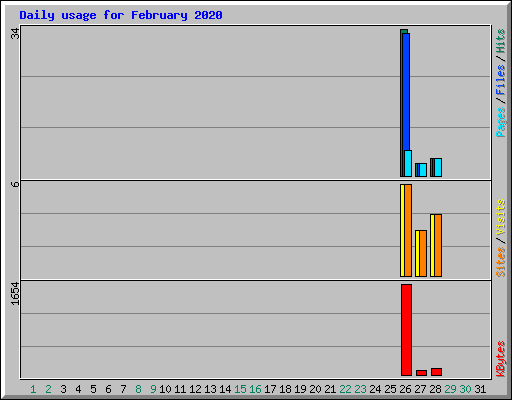 Daily usage for February 2020
34
6
1654
Pages / Files / Hits
Sites / Visits
KBytes
1 2 3 4 5 6 7 8 9 10 11 12 13 14 15 16 17 18 19 20 21 22 23 24 25 26 27 28 29 30 31